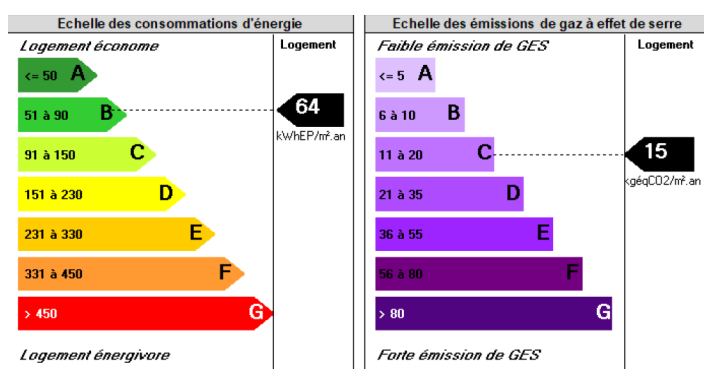 Echelle des consommations d'énergie
Logement économe
Logement
<= 50 A
51 à 90 B
64
kWhEP/m².an
91 à 150 C
151 à 230 D
231 à 330 E
331 à 450 F
> 450 G
Logement énergivore
Echelle des émissions de gaz à effet de serre
Faible émission de GES
Logement
<= 5 A
6 à 10 B
11 à 20 C
15
kgéqCO2/m².an
21 à 35 D
36 à 55 E
56 à 80 F
> 80 G
Forte émission de GES